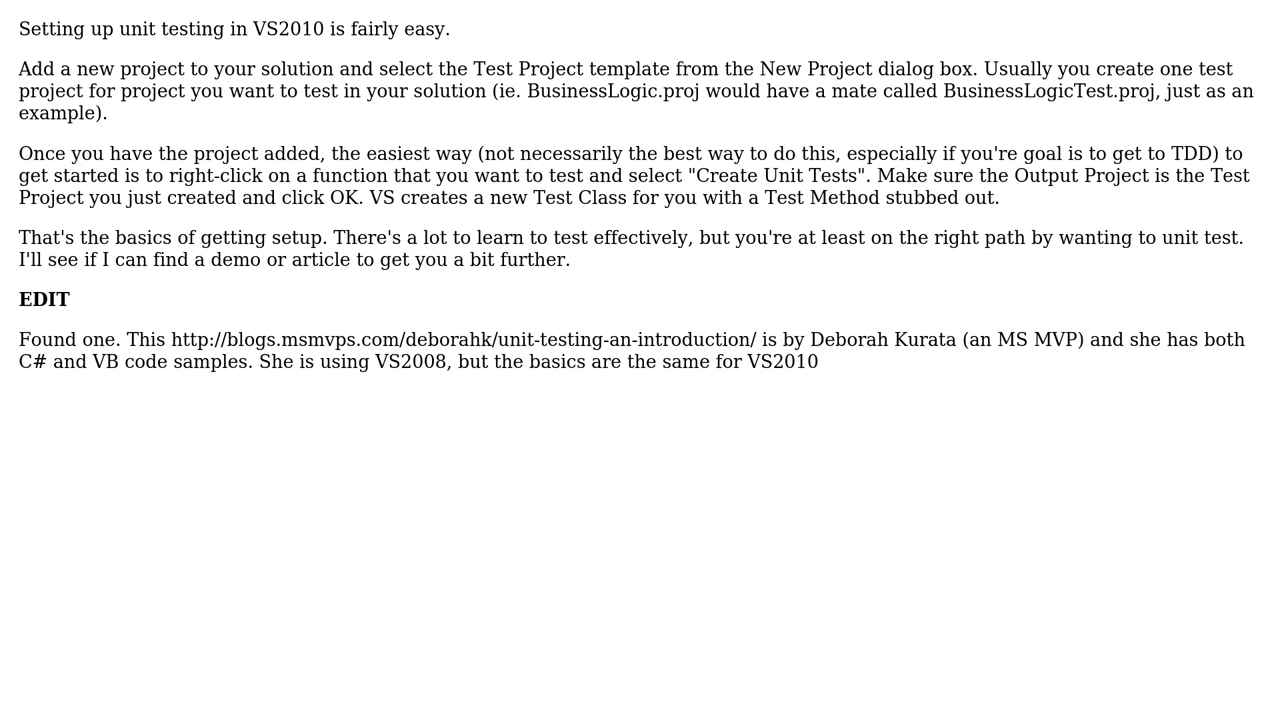 Setting up unit testing in VS2010 is fairly easy.
Add a new project to your solution and select the Test Project template from the New Project dialog box. Usually you create one test
project for project you want to test in your solution (ie. BusinessLogic.proj would have a mate called BusinessLogicTest.proj, just as an
example).
Once you have the project added, the easiest way (not necessarily the best way to do this, especially if you're goal is to get to TDD) to
get started is to right-click on a function that you want to test and select "Create Unit Tests". Make sure the Output Project is the Test
Project you just created and click OK. VS creates a new Test Class for you with a Test Method stubbed out.
That's the basics of getting setup. There's a lot to learn to test effectively, but you're at least on the right path by wanting to unit test.
I'll see if I can find a demo or article to get you a bit further.
EDIT
Found one. This http://blogs.msmvps.com/deborahk/unit-testing-an-introduction/ is by Deborah Kurata (an MS MVP) and she has both
C# and VB code samples. She is using VS2008, but the basics are the same for VS2010